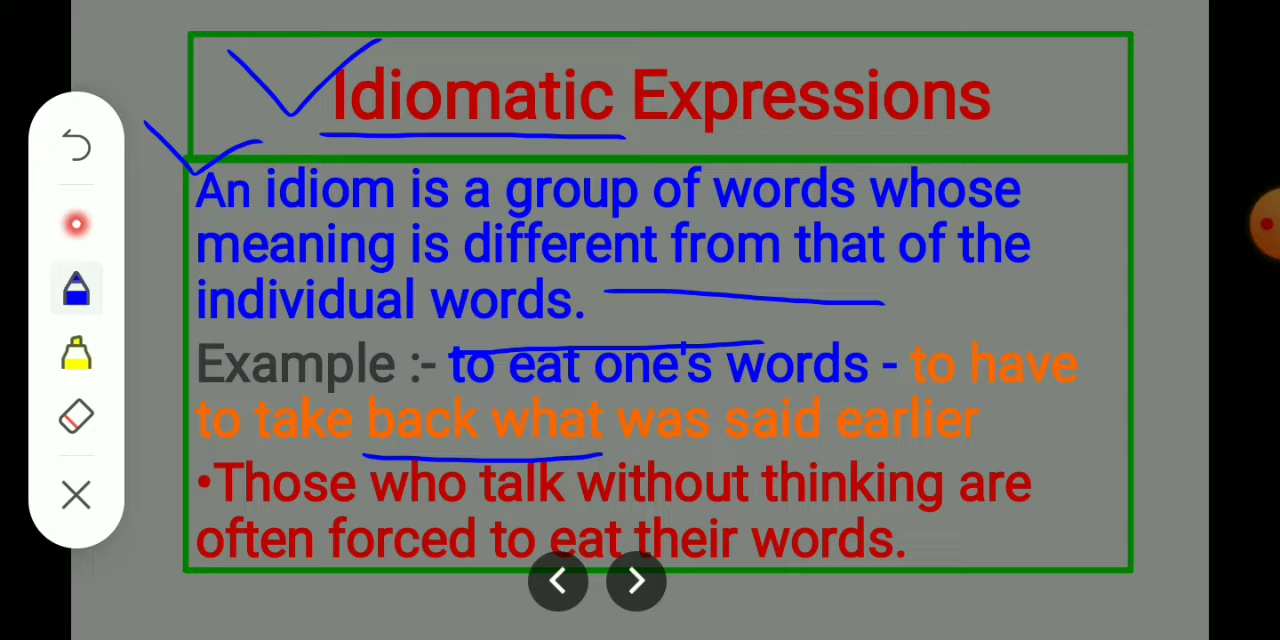 Idiomatic Expressions
An idiom is a group of words whose
meaning is different from that of the
individual words.
Example :- to eat one's words - to have
to take back what was said earlier
•Those who talk without thinking are
often forced to eat their words.